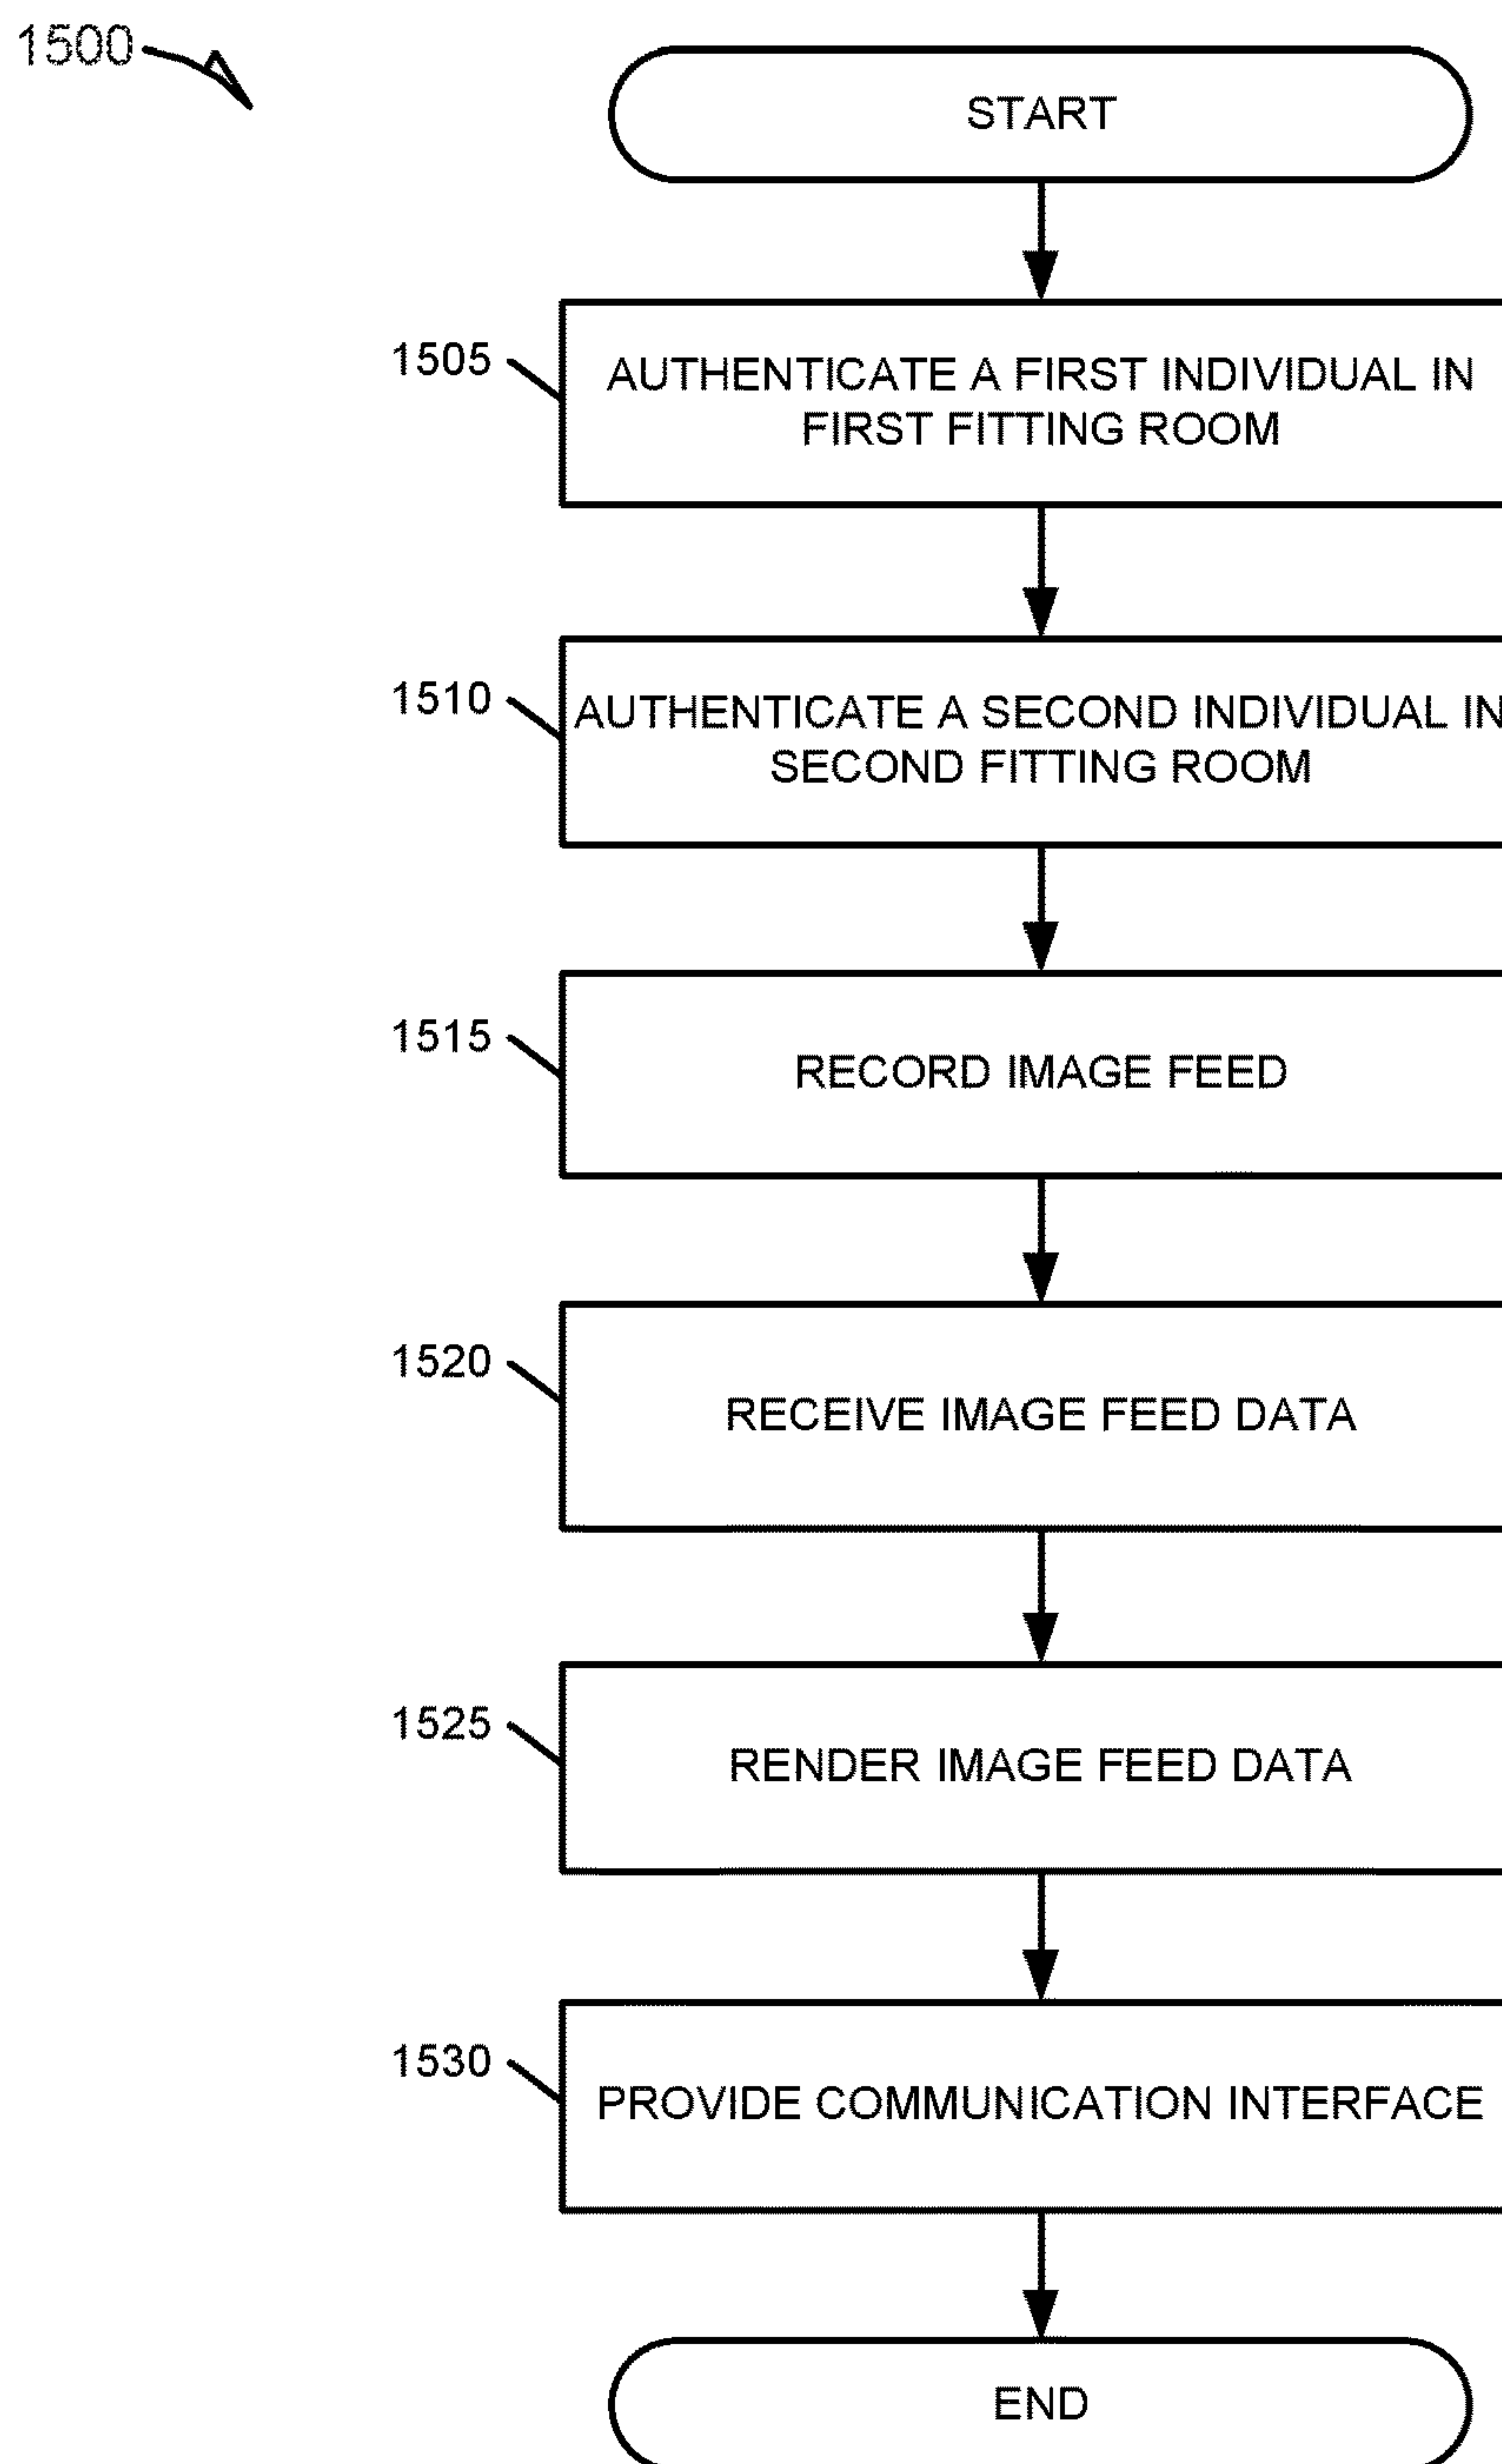 1500
START
1505
AUTHENTICATE A FIRST INDIVIDUAL IN
FIRST FITTING ROOM
1510
AUTHENTICATE A SECOND INDIVIDUAL IN
SECOND FITTING ROOM
1515
RECORD IMAGE FEED
1520
RECEIVE IMAGE FEED DATA
1525
RENDER IMAGE FEED DATA
1530
PROVIDE COMMUNICATION INTERFACE
END